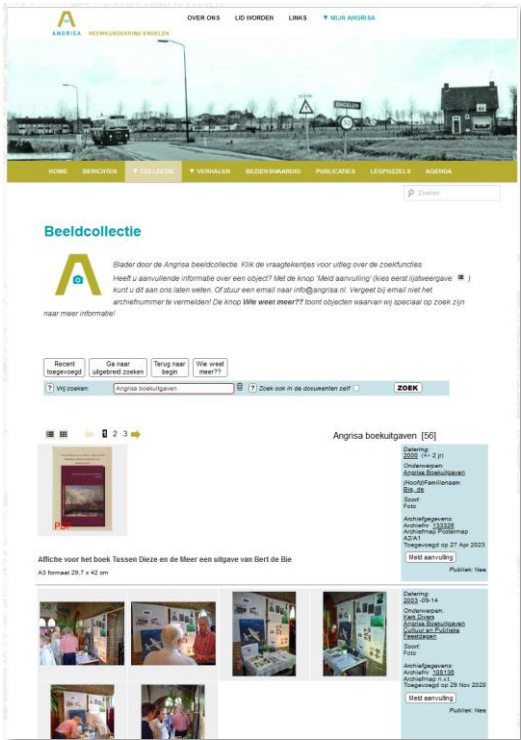 OVER ONS LID WORDEN LINKS ▼ MIJN ANGRISA
ANGRISA HEEMKUNDEKRING ENGELEN
ENGELEN
HOME BERICHTEN ▼ COLLECTIE ▼ VERHALEN BEZIENSWAARDIG PUBLICATIES LEGPUZZELS AGENDA
Zoeken
Beeldcollectie
Blader door de Angrisa beeldcollectie. Klik de vraagtekentjes voor uitleg over de zoekfuncties.
Heeft u aanvullende informatie over een object? Met de knop 'Meld aanvulling' (kies eerst lijstweergave: )
kunt u dit aan ons laten weten. Of stuur een email naar info@angrisa.nl. Vergeet bij email niet het
archiefnummer te vermelden! De knop Wie weet meer?? toont objecten waarvan wij speciaal op zoek zijn
naar meer informatie!
Recent toegevoegd
Ga naar uitgebreid zoeken
Terug naar begin
Wie weet meer??
? Vrij zoeken: Angrisa boekuitgaven ? Zoek ook in de documenten zelf ZOEK
1 2 3 Angrisa boekuitgaven [56]
PDF
Affiche voor het boek Tussen Dieze en de Meer een uitgave van Bert de Bie
A3 formaat 29,7 x 42 cm
Datering:
2000 (+/- 2 jr)
Onderwerpen:
Angrisa Boekuitgaven
(Hoofd)Familienaam:
Bie, de
Soort:
Foto
Archiefgegevens:
Archiefnr 133326
Archiefmap Postermap
A2/A1
Toegevoegd op 27 Apr 2023
Meld aanvulling
Publiek: Nee
Datering:
2003 -09-14
Onderwerpen:
Kerk Divers
Angrisa Boekuitgaven
Cultuur en Publieke
Feestdagen
Soort:
Foto
Archiefgegevens:
Archiefnr 108136
Archiefmap n.v.t.
Toegevoegd op 29 Nov 2020
Meld aanvulling
Publiek: Nee